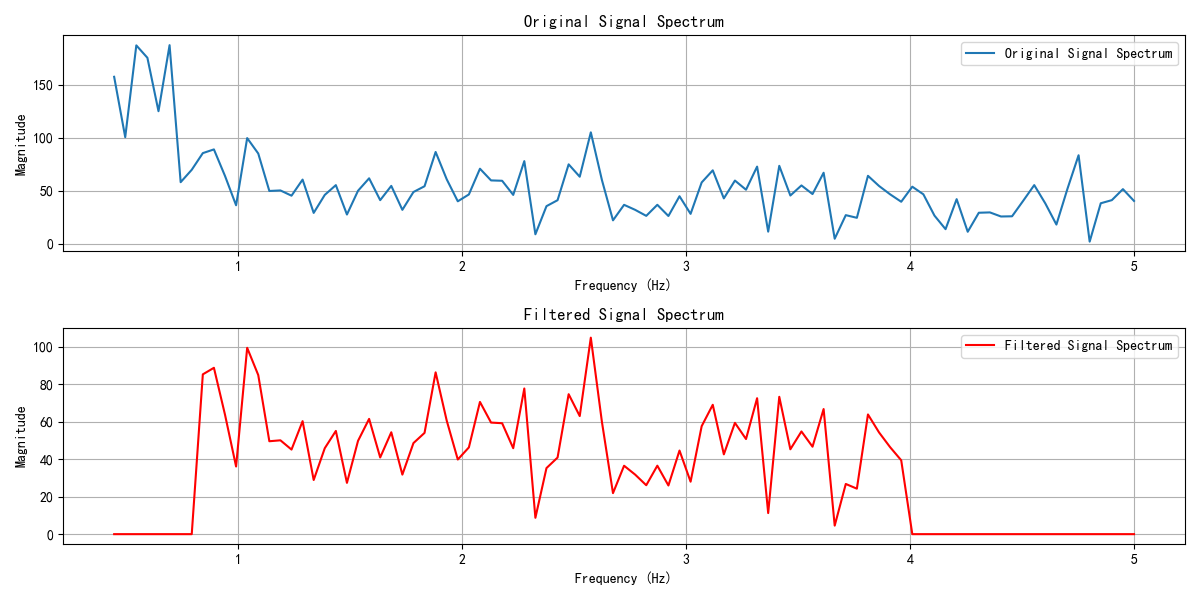 Original Signal Spectrum
Original Signal Spectrum
Magnitude
150
100
50
0
1 2 3 4 5
Frequency (Hz)
Filtered Signal Spectrum
Filtered Signal Spectrum
Magnitude
100
80
60
40
20
0
1 2 3 4 5
Frequency (Hz)